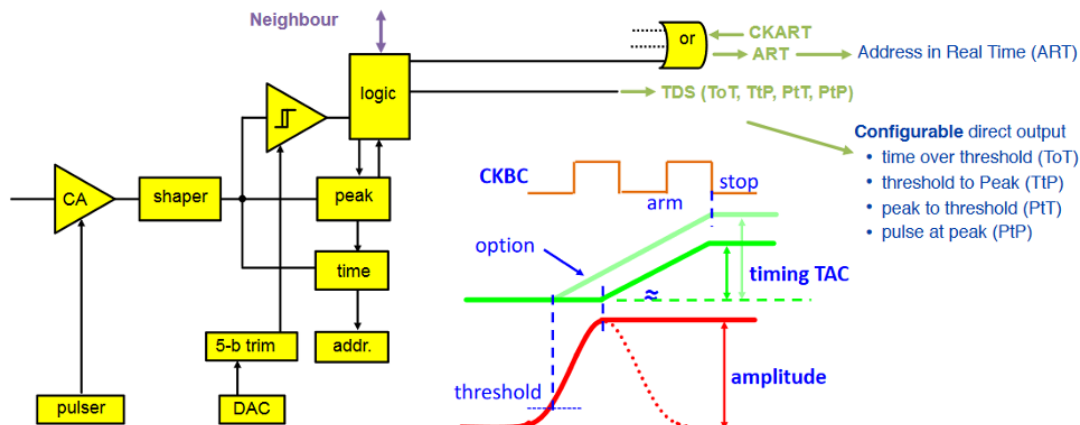 Neighbour
or
CKART
ART
Address in Real Time (ART)
logic
TDS (ToT, TtP, PtT, PtP)
Configurable direct output
• time over threshold (ToT)
• threshold to Peak (TtP)
• peak to threshold (PtT)
• pulse at peak (PtP)
CA
shaper
peak
time
addr.
5-b trim
DAC
pulser
CKBC
stop
arm
option
timing TAC
≈
threshold
amplitude